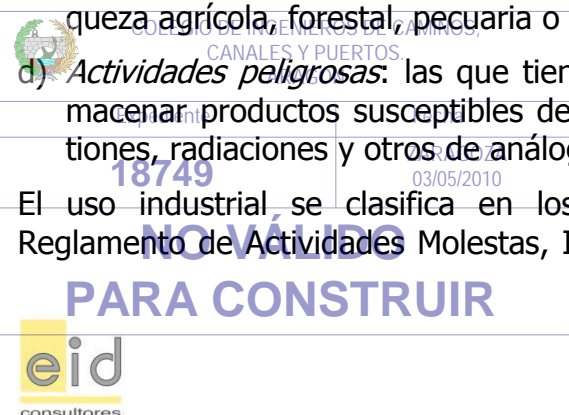 queza agrícola, forestal, pecuaria o
COLEGIO DE INGENIEROS DE CAMINOS,
CANALES Y PUERTOS.
d) Actividades peligrosas: las que tien
macenar productos susceptibles de
Expediente Fecha
tiones, radiaciones y otros de análog
18749
ZARAGOZA
03/05/2010
El uso industrial se clasifica en los
Reglamento de Actividades Molestas, I
NO VÁLIDO
PARA CONSTRUIR
eid
consultores